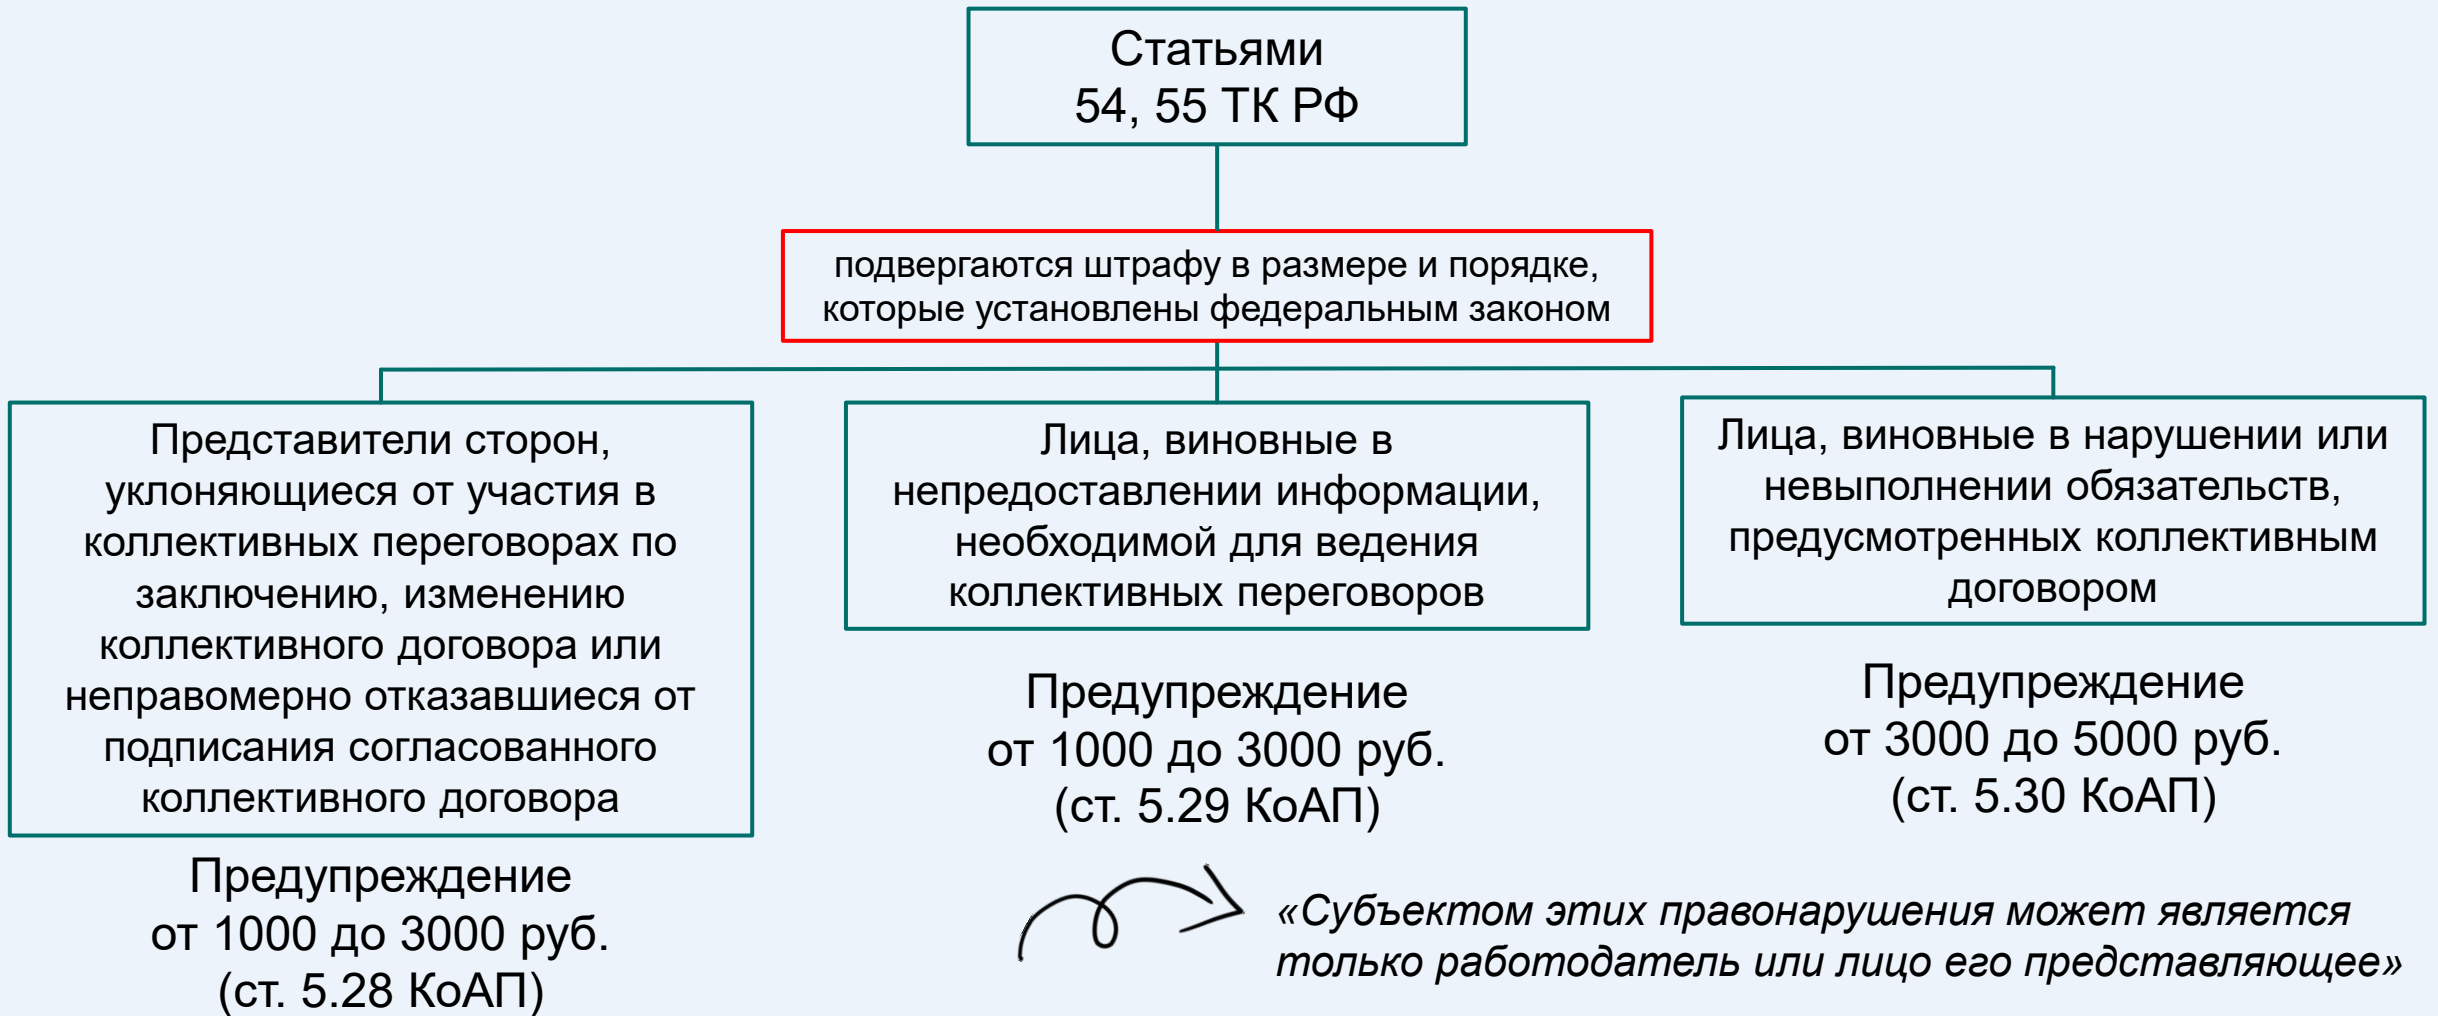 Статьями
54, 55 ТК РФ
подвергаются штрафу в размере и порядке,
которые установлены федеральным законом
Представители сторон,
уклоняющиеся от участия в
коллективных переговорах по
заключению, изменению
коллективного договора или
неправомерно отказавшиеся от
подписания согласованного
коллективного договора
Предупреждение
от 1000 до 3000 руб.
(ст. 5.28 КоАП)
Лица, виновные в
непредоставлении информации,
необходимой для ведения
коллективных переговоров
Предупреждение
от 1000 до 3000 руб.
(ст. 5.29 КоАП)
Лица, виновные в нарушении или
невыполнении обязательств,
предусмотренных коллективным
договором
Предупреждение
от 3000 до 5000 руб.
(ст. 5.30 КоАП)
«Субъектом этих правонарушения может является
только работодатель или лицо его представляющее»